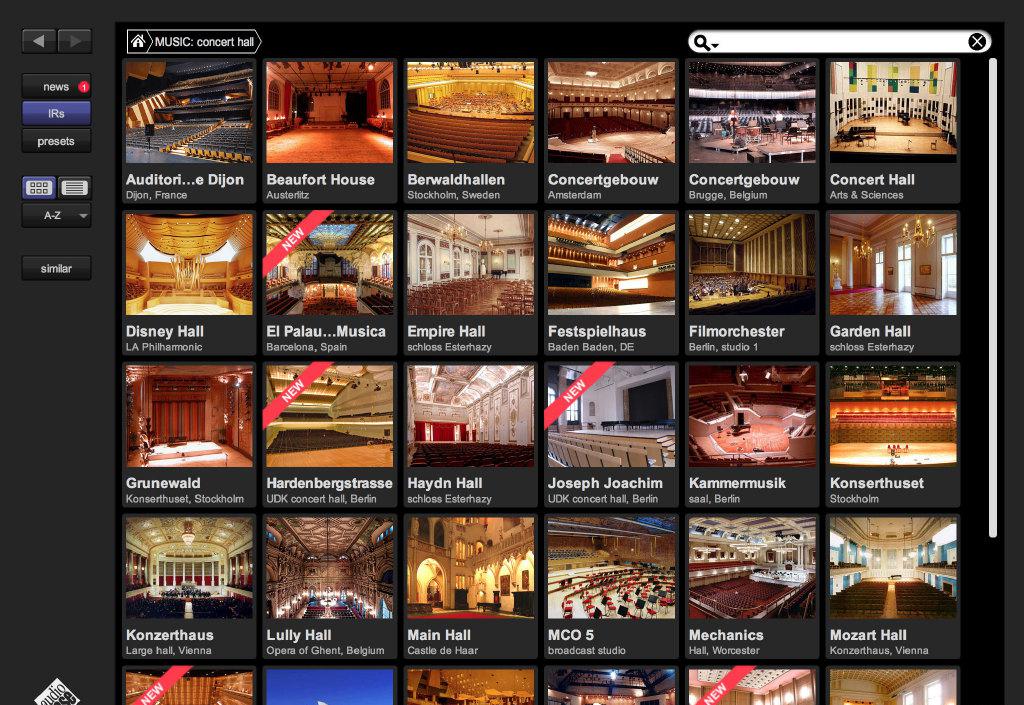 MUSIC: concert hall
news 1
IRs
presets
A-Z
similar
Auditori...e Dijon
Dijon, France
Beaufort House
Austerlitz
Berwaldhallen
Stockholm, Sweden
Concertgebouw
Amsterdam
Concertgebouw
Brugge, Belgium
Concert Hall
Arts & Sciences
Disney Hall
LA Philharmonic
NEW
El Palau...Musica
Barcelona, Spain
Empire Hall
schloss Esterhazy
Festspielhaus
Baden Baden, DE
Filmorchester
Berlin, studio 1
Garden Hall
schloss Esterhazy
Grunewald
Konserthuset, Stockholm
NEW
Hardenbergstrasse
UDK concert hall, Berlin
Haydn Hall
schloss Esterhazy
NEW
Joseph Joachim
UDK concert hall, Berlin
Kammermusik
saal, Berlin
Konserthuset
Stockholm
Konzerthaus
Large hall, Vienna
Lully Hall
Opera of Ghent, Belgium
Main Hall
Castle de Haar
MCO 5
broadcast studio
Mechanics
Hall, Worcester
Mozart Hall
Konzerthaus, Vienna
NEW
NEW
audio